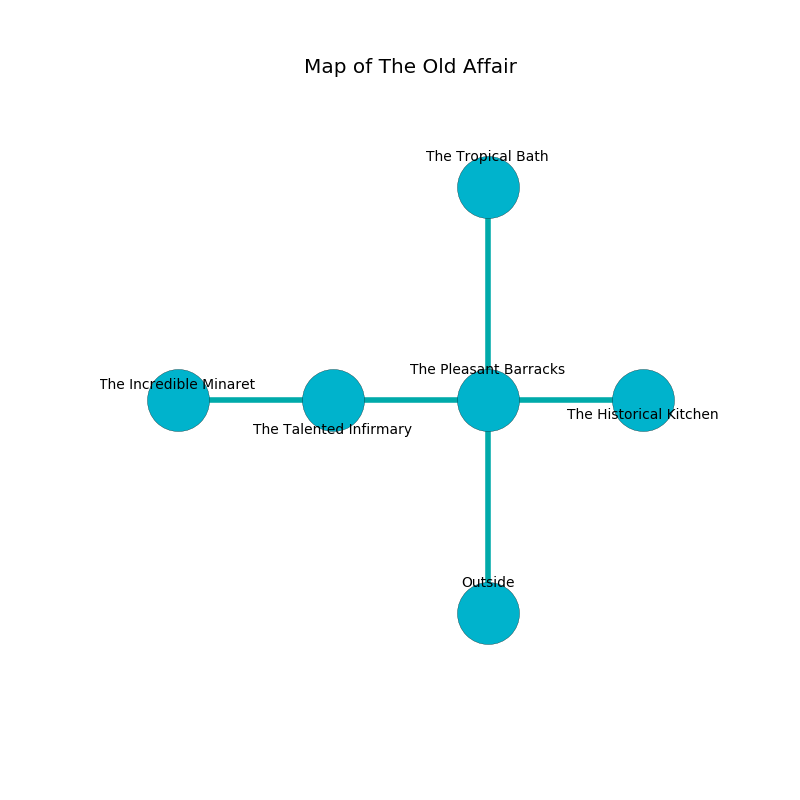 Map of The Old Affair
The Tropical Bath
The Pleasant Barracks
The Incredible Minaret
The Historical Kitchen
The Talented Infirmary
Outside